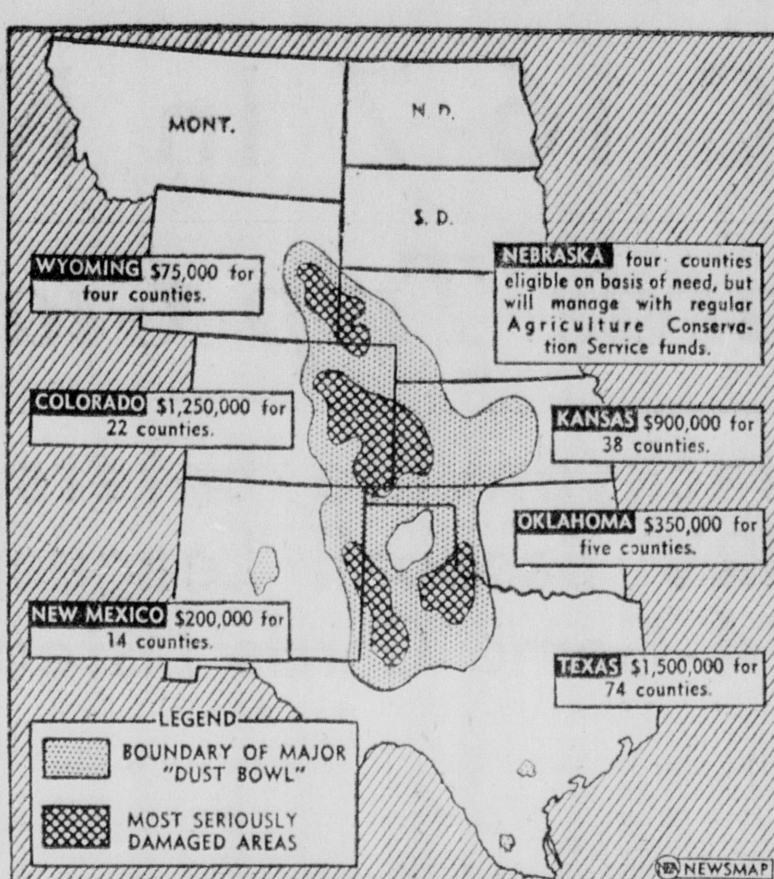 MONT.
N. D.
S. D.
WYOMING $75,000 for
four counties.
NEBRASKA four counties
eligible on basis of need, but
will manage with regular
Agriculture Conserva-
tion Service funds.
COLORADO $1,250,000 for
22 counties.
KANSAS $900,000 for
38 counties.
OKLAHOMA $350,000 for
five counties.
NEW MEXICO $200,000 for
14 counties.
TEXAS $1,500,000 for
74 counties.
LEGEND
BOUNDARY OF MAJOR
"DUST BOWL"
MOST SERIOUSLY
DAMAGED AREAS
NEA NEWSMAP